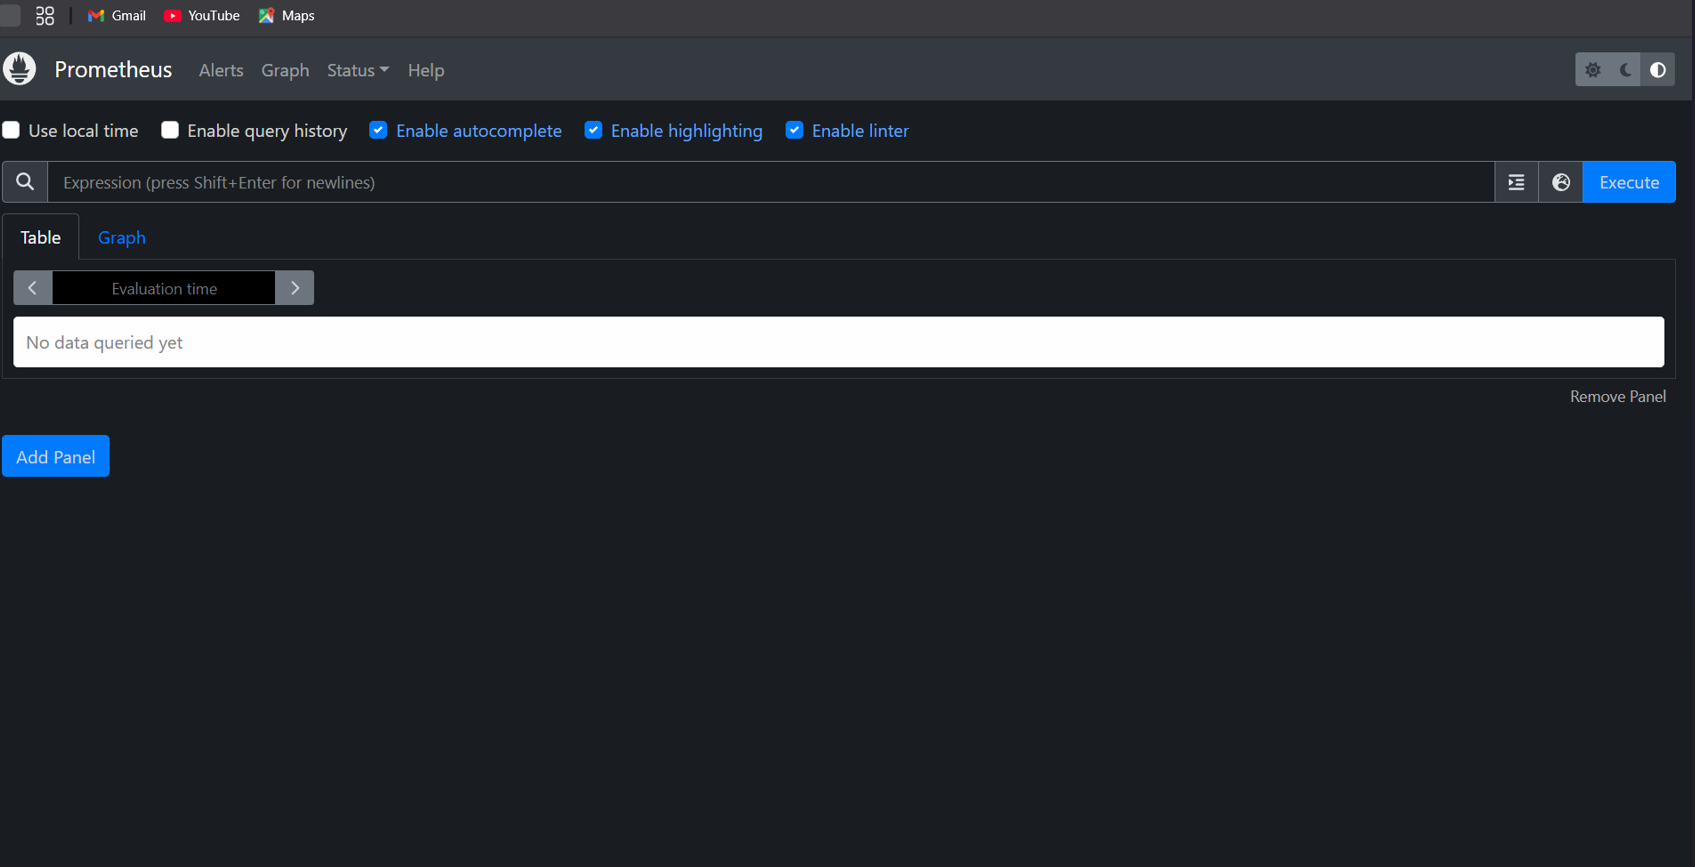 Gmail YouTube Maps
Prometheus Alerts Graph Status Help
Use local time Enable query history Enable autocomplete Enable highlighting Enable linter
Expression (press Shift+Enter for newlines) Execute
Table Graph
Evaluation time
No data queried yet
Remove Panel
Add Panel